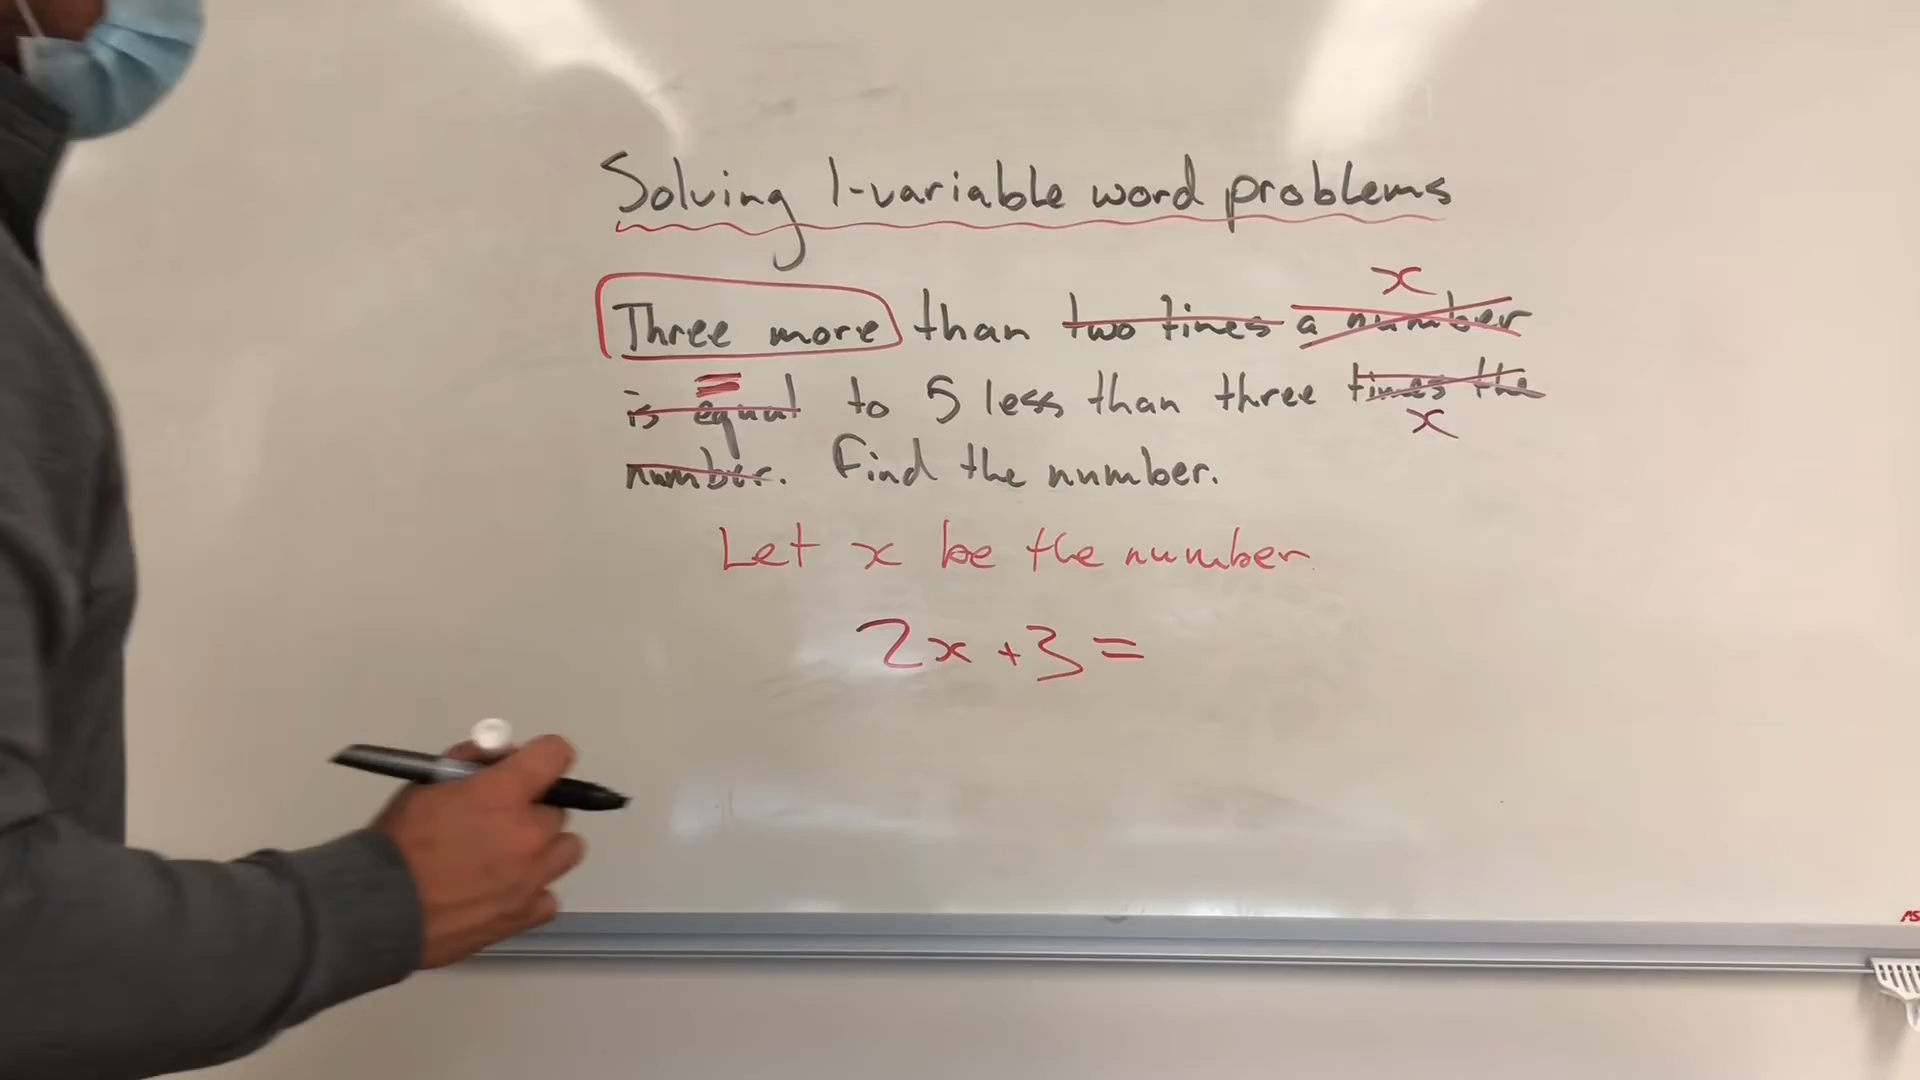 Solving 1-variable word problems
x
Three more than two times a number
=
is equal to 5 less than three times the
x
number. Find the number.
Let x be the number
2x+3=